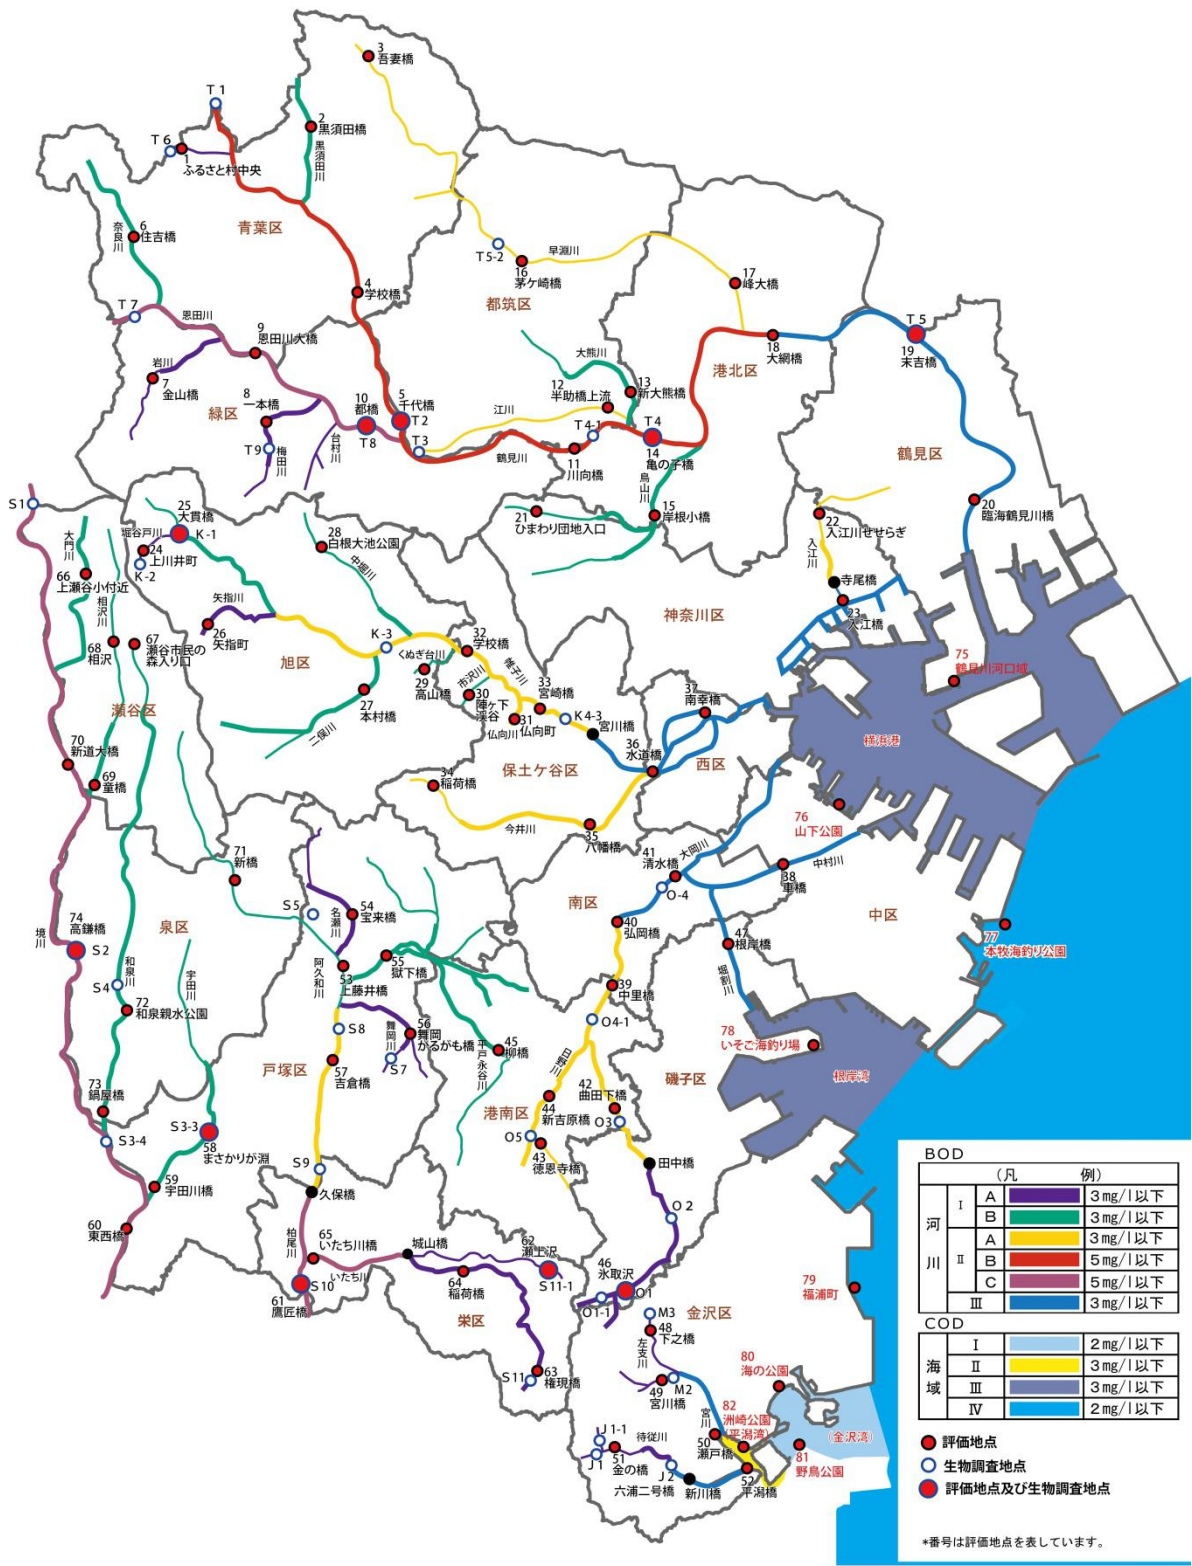 3
吾妻橋
T 1
2
黒須田橋
黒須田川
T 6
1
ふるさと村中央
青葉区
6
住吉橋
奈良川
T 5-2
16
茅ケ崎橋
早淵川
17
峰大橋
都筑区
4
学校橋
T 7
恩田川
9
恩田川大橋
岩川
7
金山橋
緑区
8
一本橋
T 9
梅田川
台村川
10
都橋
T 8
5
千代橋
T 2
T 3
大熊川
12
半助橋上流
13
新大熊橋
江川
T 4-1
T 4
14
亀の子橋
11
川向橋
鶴見川
港北区
18
大綱橋
T 5
19
末吉橋
鶴見区
20
臨海鶴見川橋
鳥山川
15
岸根小橋
21
ひまわり団地入口
22
入江川せせらぎ
入江川
寺尾橋
23
入江橋
神奈川区
S 1
大門川
66
上瀬谷小付近
相沢川
68
相沢
67
瀬谷市民の
森入り口
瀬谷区
25
大貫橋
K-1
堀谷戸川
24
上川井町
K-2
28
白根大池公園
中堀川
矢指川
26
矢指町
旭区
K-3
くぬぎ台川
29
高山橋
27
本村橋
二俣川
32
学校橋
帷子川
市沢川
30
陣ヶ下
渓谷
33
宮崎橋
31
仏向町
仏向川
K 4-3
宮川橋
37
南幸橋
36
水道橋
西区
保土ケ谷区
34
稲荷橋
今井川
35
八幡橋
75
鶴見川河口域
横浜港
76
山下公園
70
新道大橋
69
童橋
71
新橋
41
清水橋
大岡川
O-4
38
車橋
中村川
南区
40
弘岡橋
中区
47
根岸橋
堀割川
77
本牧海釣り公園
74
高鎌橋
S 2
境川
泉区
S 4
和泉川
72
和泉親水公園
宇田川
S 5
名瀬川
54
宝来橋
阿久和川
53
上藤井橋
55
嶽下橋
39
中里橋
O4-1
S 8
56
舞岡
かるがも橋
舞岡川
S 7
57
吉倉橋
戸塚区
45
柳橋
平戸永谷川
日野川
42
曲田下橋
O3
港南区
44
新吉原橋
O5
43
徳恩寺橋
磯子区
78
いそご海釣り場
根岸湾
73
鍋屋橋
S 3-4
S3-3
58
まさかりが淵
59
宇田川橋
60
東西橋
S 9
久保橋
柏尾川
65
いたち川橋
いたち川
S 10
61
鷹匠橋
城山橋
64
稲荷橋
62
瀬上沢
S11-1
栄区
S11
63
権現橋
田中橋
O 2
46
氷取沢
O1
O1-1
金沢区
M3
48
下之橋
左支川
49
宮川橋
M2
宮川
50
瀬戸橋
82
洲崎公園
(平潟湾)
80
海の公園
79
福浦町
81
野鳥公園
(金沢湾)
J 1-1
J 1
51
金の橋
待従川
J 2
六浦二号橋
新川橋
52
平潟橋
BOD
(凡 例)
河川 Ⅰ A 3㎎/l以下
B 3㎎/l以下
Ⅱ A 3㎎/l以下
B 5㎎/l以下
C 5㎎/l以下
Ⅲ 3㎎/l以下
COD
海域 Ⅰ 2㎎/l以下
Ⅱ 3㎎/l以下
Ⅲ 3㎎/l以下
Ⅳ 2㎎/l以下
評価地点
生物調査地点
評価地点及び生物調査地点
*番号は評価地点を表しています。